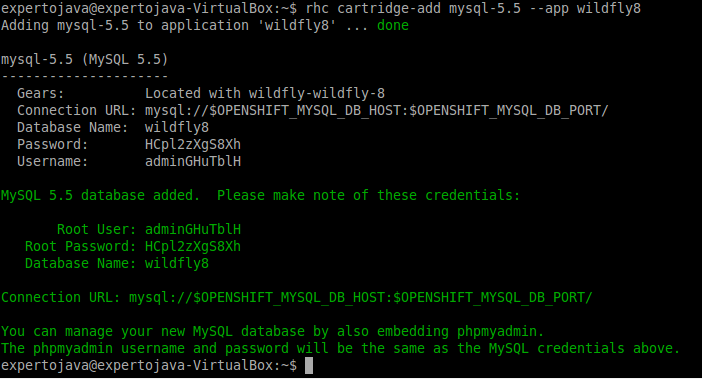 expertojava@expertojava-VirtualBox:~$ rhc cartridge-add mysql-5.5 --app wildfly8
Adding mysql-5.5 to application 'wildfly8' ... done
mysql-5.5 (MySQL 5.5)
---------------------
Gears: Located with wildfly-wildfly-8
Connection URL: mysql://$OPENSHIFT_MYSQL_DB_HOST:$OPENSHIFT_MYSQL_DB_PORT/
Database Name: wildfly8
Password: HCpl2zXgS8Xh
Username: adminGHuTblH
MySQL 5.5 database added.  Please make note of these credentials:
Root User: adminGHuTblH
Root Password: HCpl2zXgS8Xh
Database Name: wildfly8
Connection URL: mysql://$OPENSHIFT_MYSQL_DB_HOST:$OPENSHIFT_MYSQL_DB_PORT/
You can manage your new MySQL database by also embedding phpmyadmin.
The phpmyadmin username and password will be the same as the MySQL credentials above.
expertojava@expertojava-VirtualBox:~$